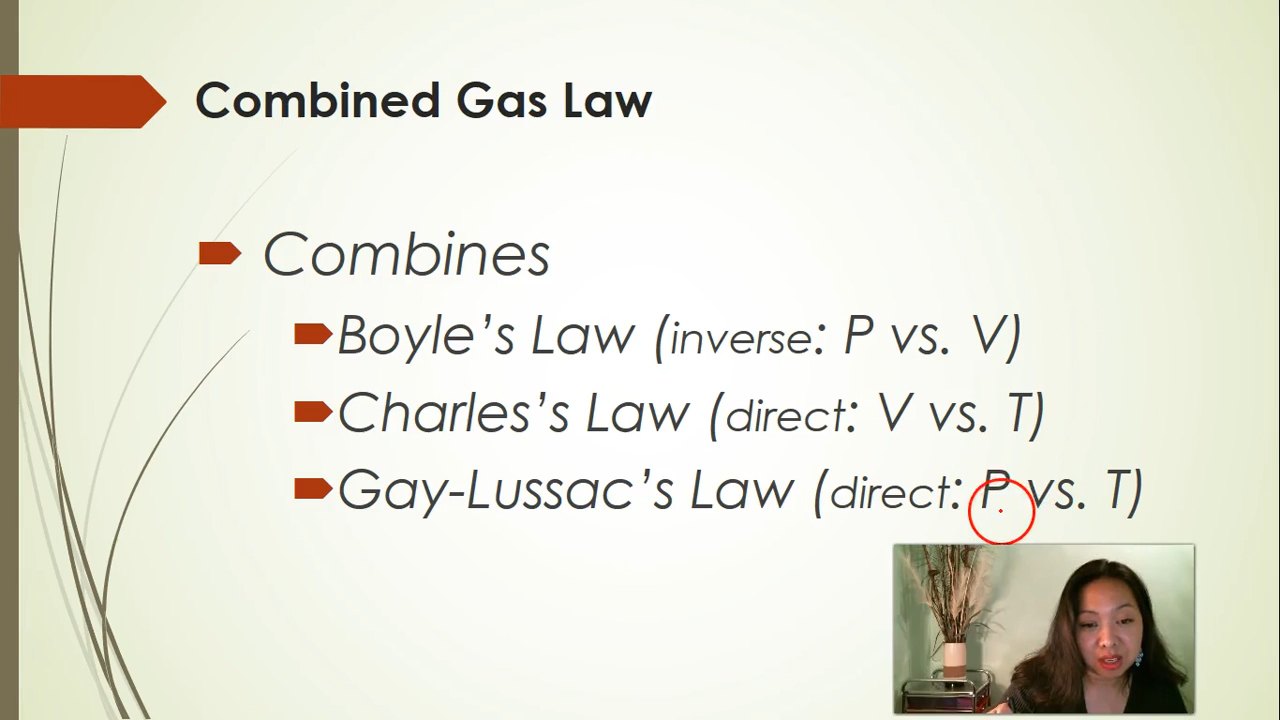 Combined Gas Law
Combines
Boyle’s Law (inverse: P vs. V)
Charles’s Law (direct: V vs. T)
Gay-Lussac’s Law (direct: P vs. T)